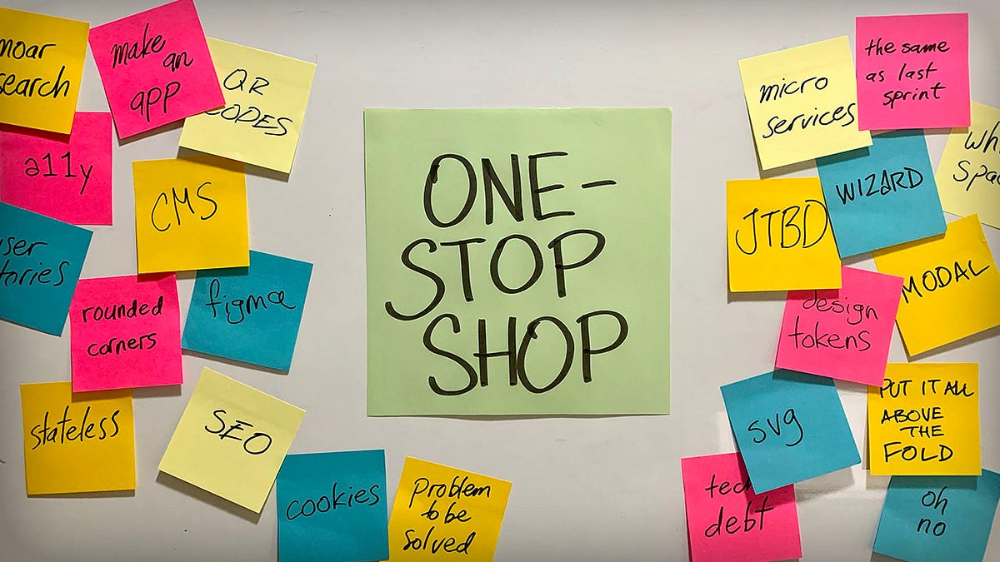 moar
search
make
an
app
QR
CODES
a11y
CMS
user
stories
rounded
corners
figma
stateless
SEO
cookies
problem
to be
solved
ONE-
STOP
SHOP
micro
services
the same
as last
sprint
WIZARD
JTBD
MODAL
design
tokens
svg
PUT IT ALL
ABOVE
THE
FOLD
tech
debt
oh
no